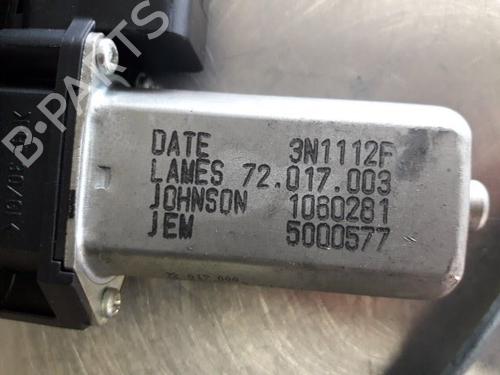 B-PARTS
DATE 3N1112F
LAMES 72.017.003
JOHNSON 1060281
JEM 5000577